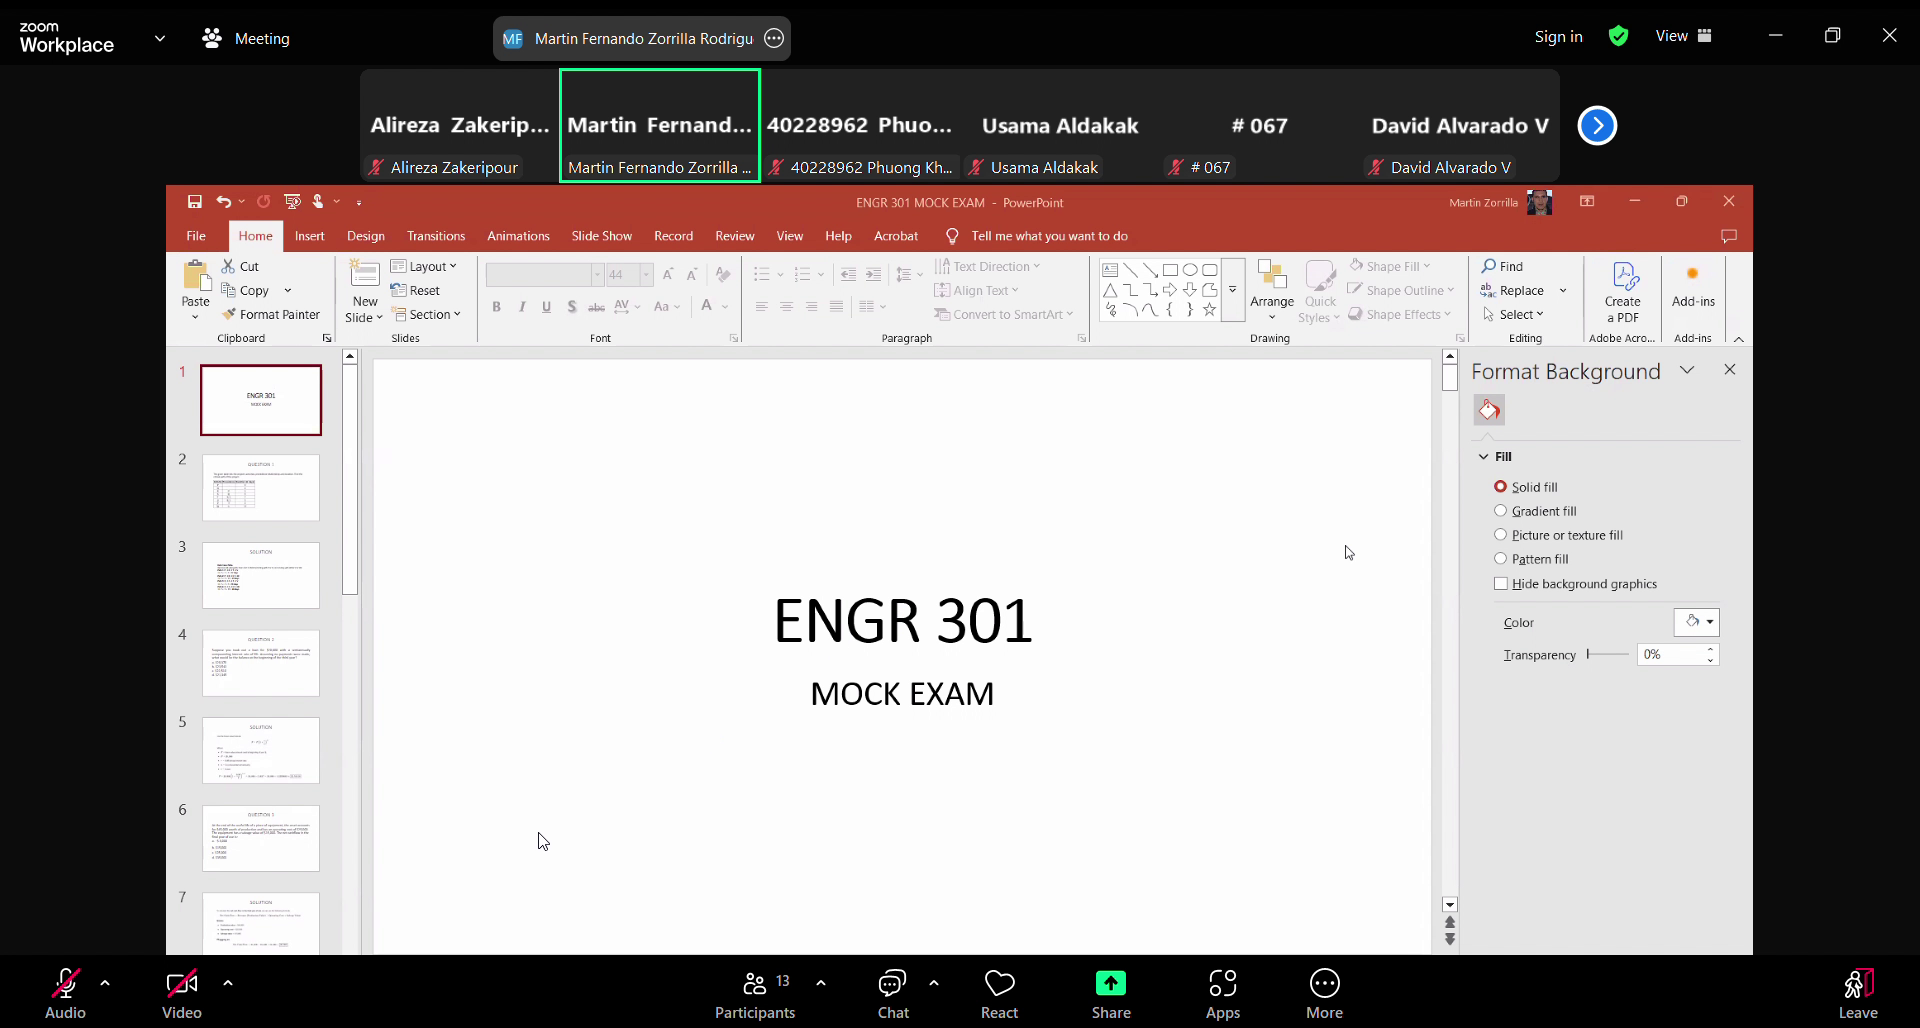 zoom
Workplace
Meeting
MF Martin Fernando Zorrilla Rodrigu
Sign in
View
Alireza Zakerip...
Martin Fernand...
40228962 Phuo...
Usama Aldakak
# 067
David Alvarado V
Alireza Zakeripour
Martin Fernando Zorrilla ...
40228962 Phuong Kh...
Usama Aldakak
# 067
David Alvarado V
ENGR 301 MOCK EXAM - PowerPoint
Martin Zorrilla
File Home Insert Design Transitions Animations Slide Show Record Review View Help Acrobat Tell me what you want to do
Paste
Cut
Copy
Format Painter
Clipboard
New
Slide
Layout
Reset
Section
Slides
44
B I U S abc AV Aa A
Font
Text Direction
Align Text
Convert to SmartArt
Paragraph
Arrange
Quick
Styles
Shape Fill
Shape Outline
Shape Effects
Drawing
Find
Replace
Select
Editing
Create
a PDF
Adobe Acro...
Add-ins
Add-ins
1
ENGR 301
MOCK EXAM
2
QUESTION 1
3
SOLUTION
4
QUESTION 2
5
SOLUTION
6
QUESTION 3
7
SOLUTION
ENGR 301
MOCK EXAM
Format Background
Fill
Solid fill
Gradient fill
Picture or texture fill
Pattern fill
Hide background graphics
Color
Transparency 0%
Audio
Video
Participants 13
Chat
React
Share
Apps
More
Leave